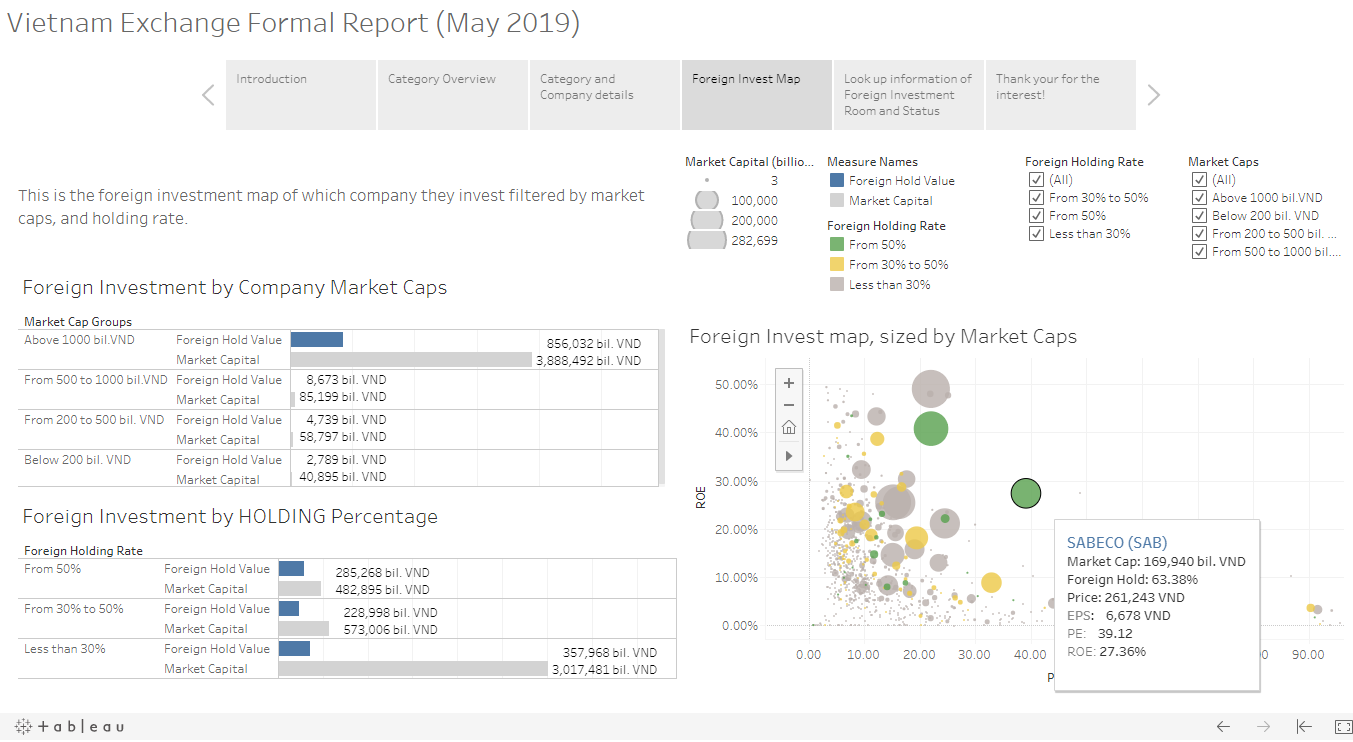 Vietnam Exchange Formal Report (May 2019)
Introduction
Category Overview
Category and
Company details
Foreign Invest Map
Look up information of
Foreign Investment
Room and Status
Thank your for the
interest!
This is the foreign investment map of which company they invest filtered by market
caps, and holding rate.
Market Capital (billio...
3
100,000
200,000
282,699
Measure Names
Foreign Hold Value
Market Capital
Foreign Holding Rate
From 50%
From 30% to 50%
Less than 30%
Foreign Holding Rate
(All)
From 30% to 50%
From 50%
Less than 30%
Market Caps
(All)
Above 1000 bil.VND
Below 200 bil. VND
From 200 to 500 bil. ...
From 500 to 1000 bil....
Foreign Investment by Company Market Caps
Market Cap Groups
Above 1000 bil.VND Foreign Hold Value 856,032 bil. VND
Market Capital 3,888,492 bil. VND
From 500 to 1000 bil.VND Foreign Hold Value 8,673 bil. VND
Market Capital 85,199 bil. VND
From 200 to 500 bil. VND Foreign Hold Value 4,739 bil. VND
Market Capital 58,797 bil. VND
Below 200 bil. VND Foreign Hold Value 2,789 bil. VND
Market Capital 40,895 bil. VND
Foreign Investment by HOLDING Percentage
Foreign Holding Rate
From 50% Foreign Hold Value 285,268 bil. VND
Market Capital 482,895 bil. VND
From 30% to 50% Foreign Hold Value 228,998 bil. VND
Market Capital 573,006 bil. VND
Less than 30% Foreign Hold Value 357,968 bil. VND
Market Capital 3,017,481 bil. VND
Foreign Invest map, sized by Market Caps
ROE
50.00%
40.00%
30.00%
20.00%
10.00%
0.00%
0.00 10.00 20.00 30.00 40.00 90.00
P
SABECO (SAB)
Market Cap: 169,940 bil. VND
Foreign Hold: 63.38%
Price: 261,243 VND
EPS: 6,678 VND
PE: 39.12
ROE: 27.36%
+ a b | e a u